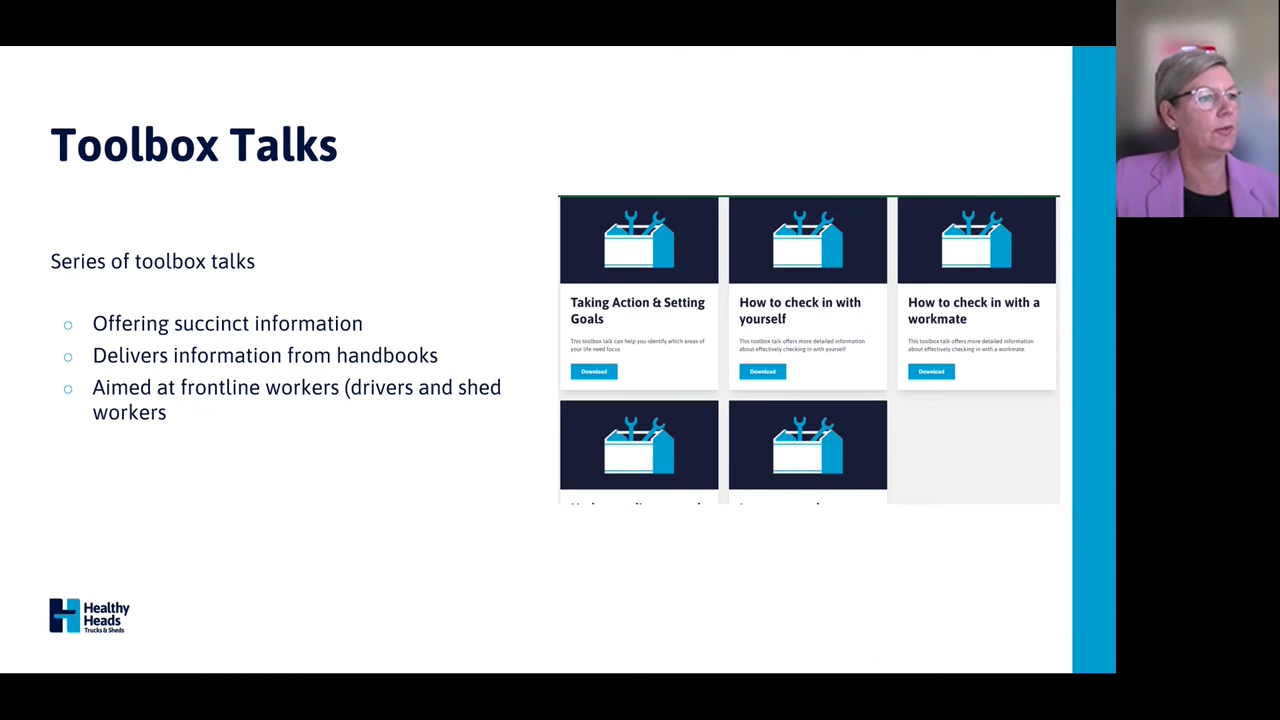 Toolbox Talks
Series of toolbox talks
Offering succinct information
Delivers information from handbooks
Aimed at frontline workers (drivers and shed
workers
Taking Action & Setting
Goals
This toolbox talk can help you identify which areas of
your life need focus
Download
How to check in with
yourself
This toolbox talk offers more detailed information
about effectively checking in with yourself
Download
How to check in with a
workmate
This toolbox talk offers more detailed information
about effectively checking in with a workmate.
Download
Healthy
Heads
Trucks & Sheds